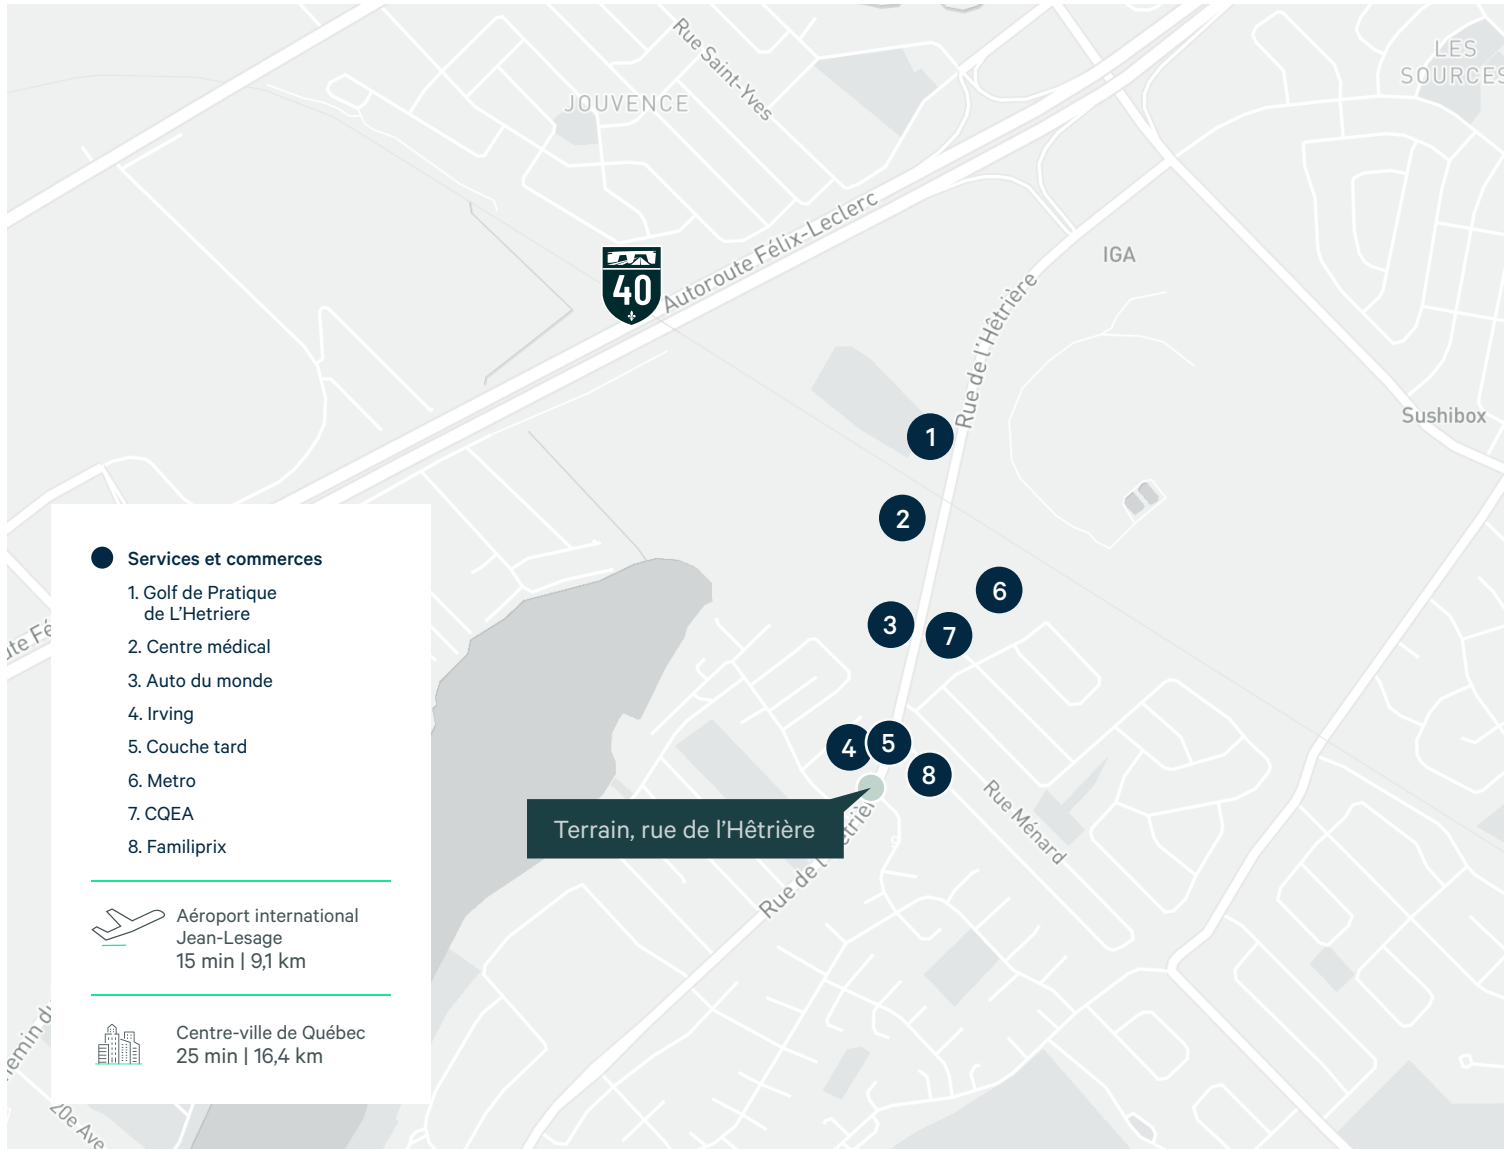 Rue Saint-Yves
LES
SOURCES
JOUVENCE
Autoroute Félix-Leclerc
40
IGA
Rue de l'Hêtrière
Sushibox
1
2
6
3
7
4
5
8
Terrain, rue de l'Hêtrière
Rue Ménard
Rue de l'Hêtrièr
Services et commerces
1. Golf de Pratique
de L'Hetriere
2. Centre médical
3. Auto du monde
4. Irving
5. Couche tard
6. Metro
7. CQEA
8. Familiprix
Aéroport international
Jean-Lesage
15 min | 9,1 km
Centre-ville de Québec
25 min | 16,4 km
20e Ave